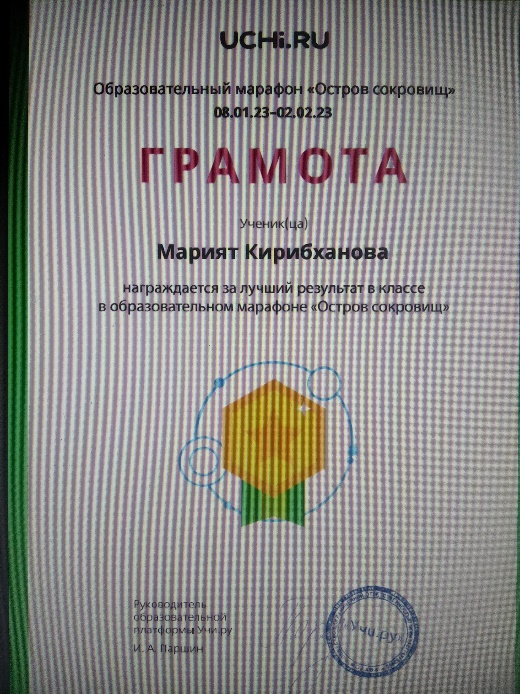 UCHi.RU
Образовательный марафон «Остров сокровищ»
08.01.23–02.02.23
ГРАМОТА
Ученик(ца)
Марият Кирибханова
награждается за лучший результат в классе
в образовательном марафоне «Остров сокровищ»
Руководитель
образовательной
платформы Учи.ру
И. А. Паршин
«Учи.ру»